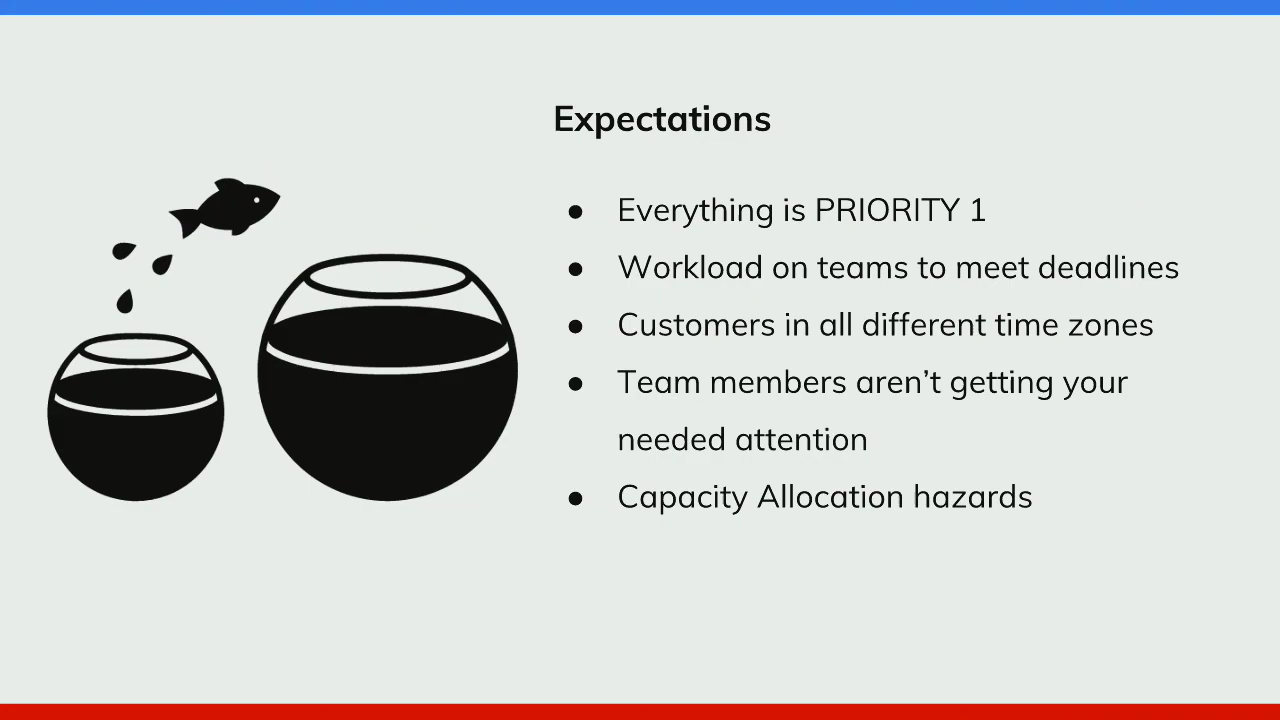 Expectations
● Everything is PRIORITY 1
● Workload on teams to meet deadlines
● Customers in all different time zones
● Team members aren’t getting your
needed attention
● Capacity Allocation hazards